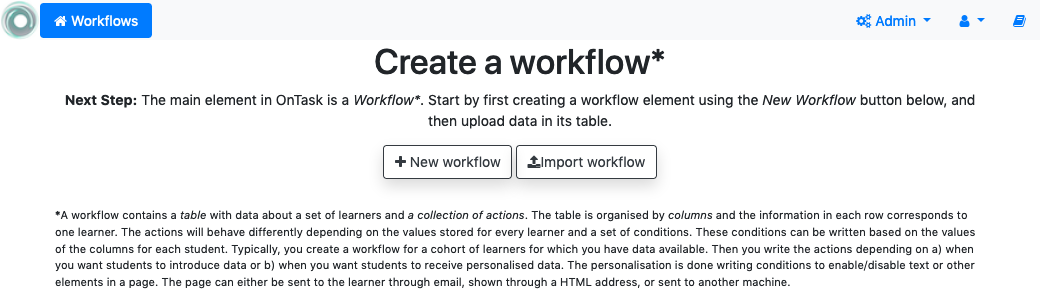 Workflows
Admin
Create a workflow*
Next Step: The main element in OnTask is a Workflow*. Start by first creating a workflow element using the New Workflow button below, and
then upload data in its table.
New workflow
Import workflow
*A workflow contains a table with data about a set of learners and a collection of actions. The table is organised by columns and the information in each row corresponds to
one learner. The actions will behave differently depending on the values stored for every learner and a set of conditions. These conditions can be written based on the values
of the columns for each student. Typically, you create a workflow for a cohort of learners for which you have data available. Then you write the actions depending on a) when
you want students to introduce data or b) when you want students to receive personalised data. The personalisation is done writing conditions to enable/disable text or other
elements in a page. The page can either be sent to the learner through email, shown through a HTML address, or sent to another machine.